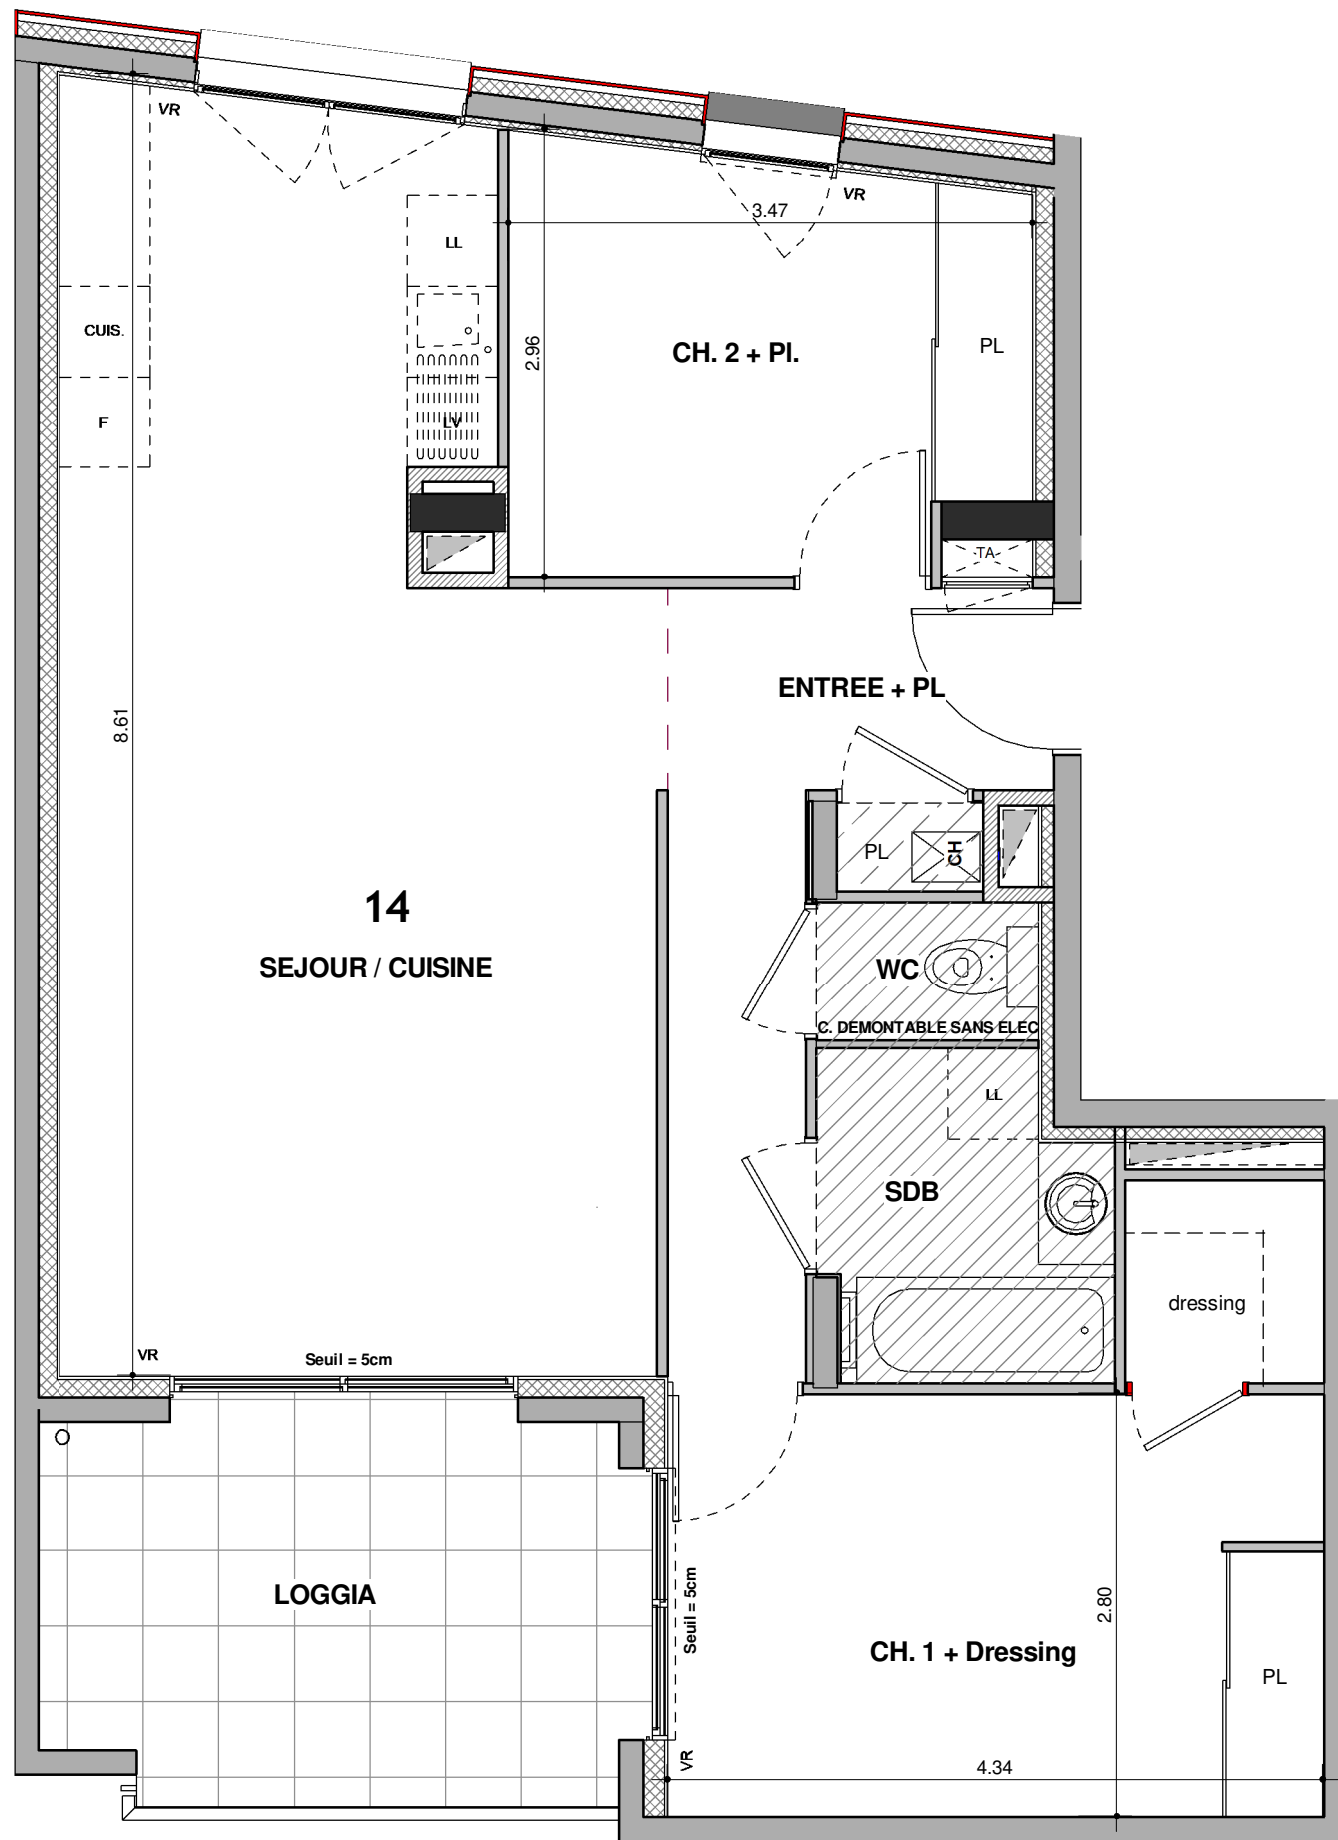 VR
VR
3.47
LL
CUIS.
2.96
CH. 2 + Pl.
PL
F
LV
TA
ENTREE + PL
8.61
PL
CH
14
SEJOUR / CUISINE
WC
C. DEMONTABLE SANS ELEC
LL
SDB
dressing
VR
Seuil = 5cm
LOGGIA
Seuil = 5cm
2.80
CH. 1 + Dressing
PL
VR
4.34